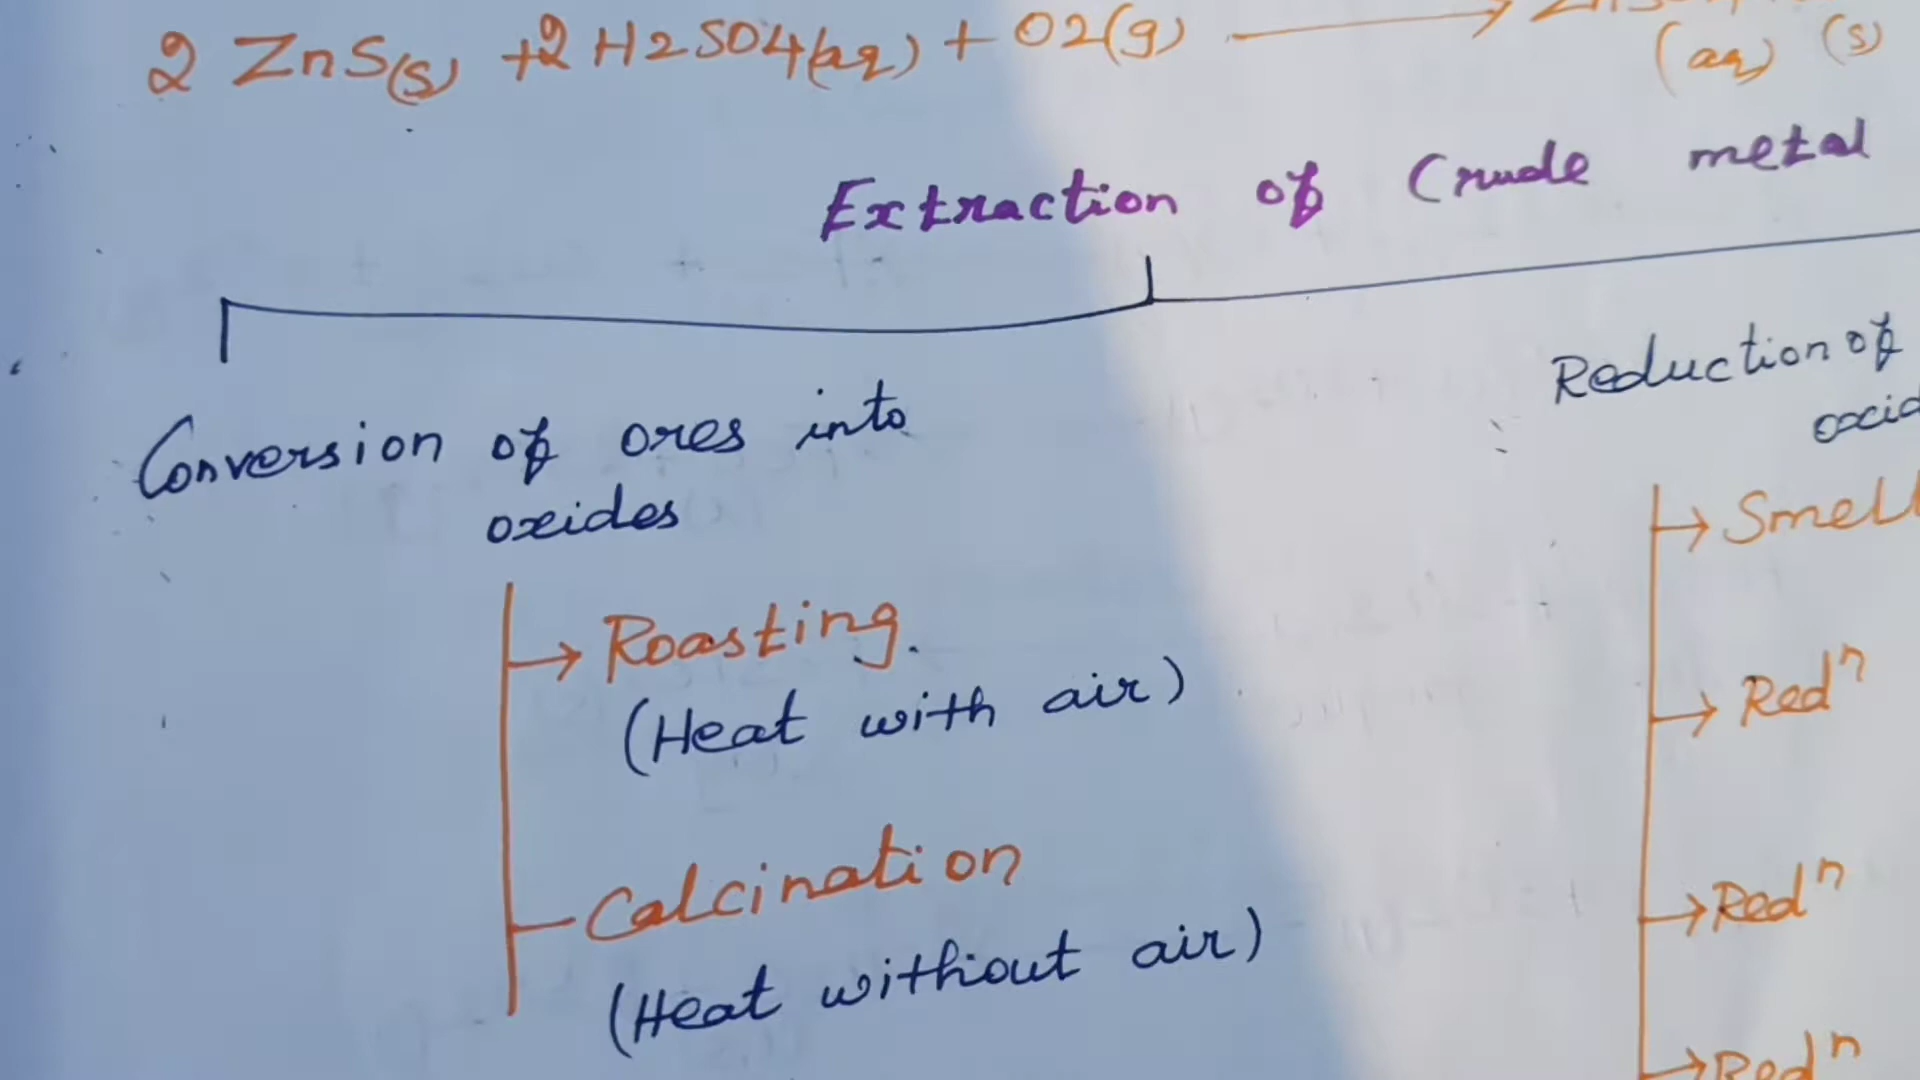 2 ZnS(s) + 2 H2SO4(aq) + O2(g) →
(aq) (s)
Extraction of Crude metal
Conversion of ores into
oxides
→ Roasting.
(Heat with air)
Calcination
(Heat without air)
Reduction of
→ Redⁿ
→ Redⁿ
→ Redⁿ